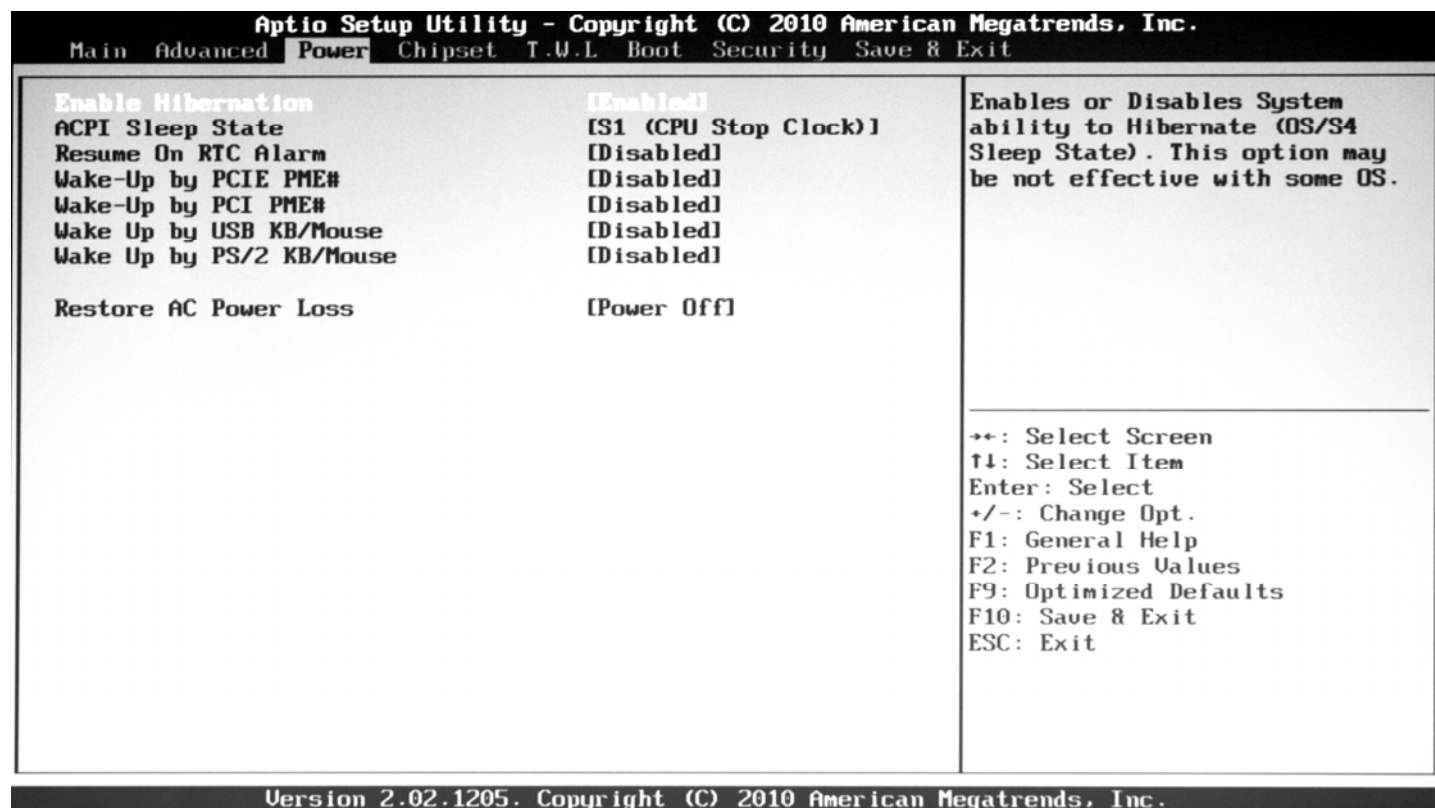 Aptio Setup Utility - Copyright (C) 2010 American Megatrends, Inc.
Main Advanced Power Chipset T.W.L Boot Security Save & Exit
Enable Hibernation [Enabled]
ACPI Sleep State [S1 (CPU Stop Clock)]
Resume On RTC Alarm [Disabled]
Wake-Up by PCIE PME# [Disabled]
Wake-Up by PCI PME# [Disabled]
Wake Up by USB KB/Mouse [Disabled]
Wake Up by PS/2 KB/Mouse [Disabled]
Restore AC Power Loss [Power Off]
Enables or Disables System
ability to Hibernate (OS/S4
Sleep State). This option may
be not effective with some OS.
→←: Select Screen
↑↓: Select Item
Enter: Select
+/-: Change Opt.
F1: General Help
F2: Previous Values
F9: Optimized Defaults
F10: Save & Exit
ESC: Exit
Version 2.02.1205. Copyright (C) 2010 American Megatrends, Inc.